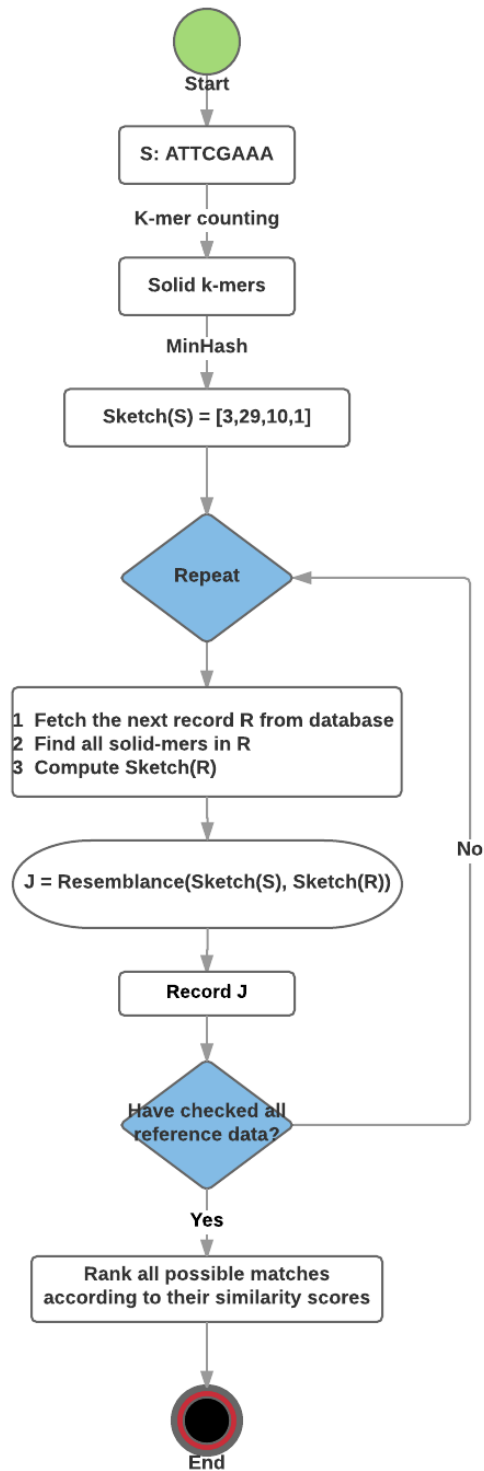 Start
S: ATTCGAAA
K-mer counting
Solid k-mers
MinHash
Sketch(S) = [3,29,10,1]
Repeat
1 Fetch the next record R from database
2 Find all solid-mers in R
3 Compute Sketch(R)
J = Resemblance(Sketch(S), Sketch(R))
No
Record J
Have checked all
reference data?
Yes
Rank all possible matches
according to their similarity scores
End